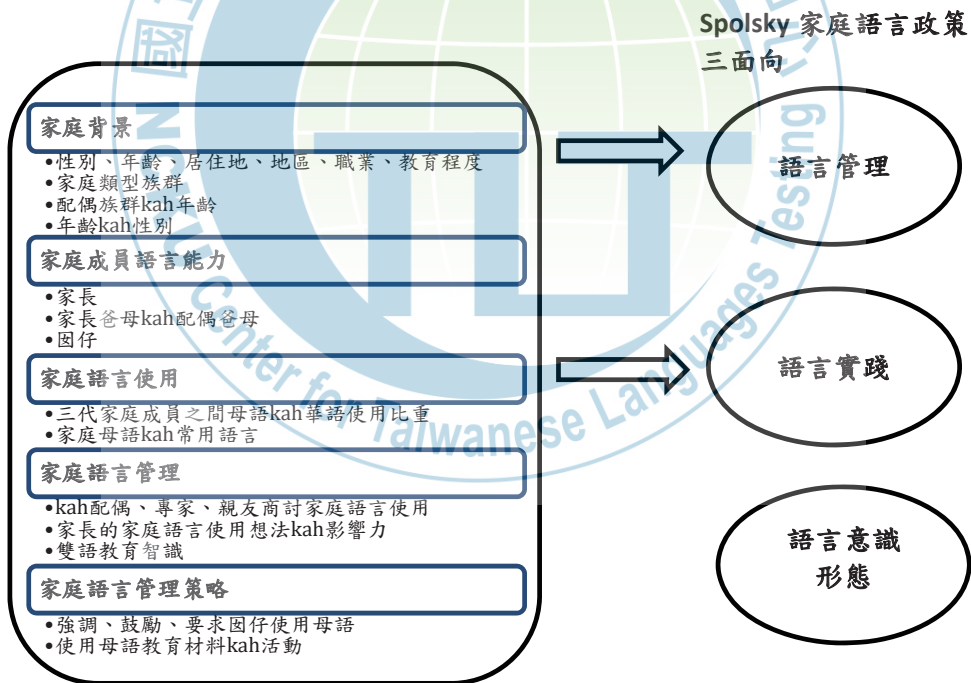 Spolsky 家庭語言政策
三面向
家庭背景
•性別、年齡、居住地、地區、職業、教育程度
•家庭類型族群
•配偶族群kah年齡
•年齡kah性別
家庭成員語言能力
•家長
•家長爸母kah配偶爸母
•囡仔
家庭語言使用
•三代家庭成員之間母語kah華語使用比重
•家庭母語kah常用語言
家庭語言管理
•kah配偶、專家、親友商討家庭語言使用
•家長的家庭語言使用想法kah影響力
•雙語教育智識
家庭語言管理策略
•強調、鼓勵、要求囡仔使用母語
•使用母語教育材料kah活動
語言管理
語言實踐
語言意識
形態
Center for Taiwanese Languages Testing
國